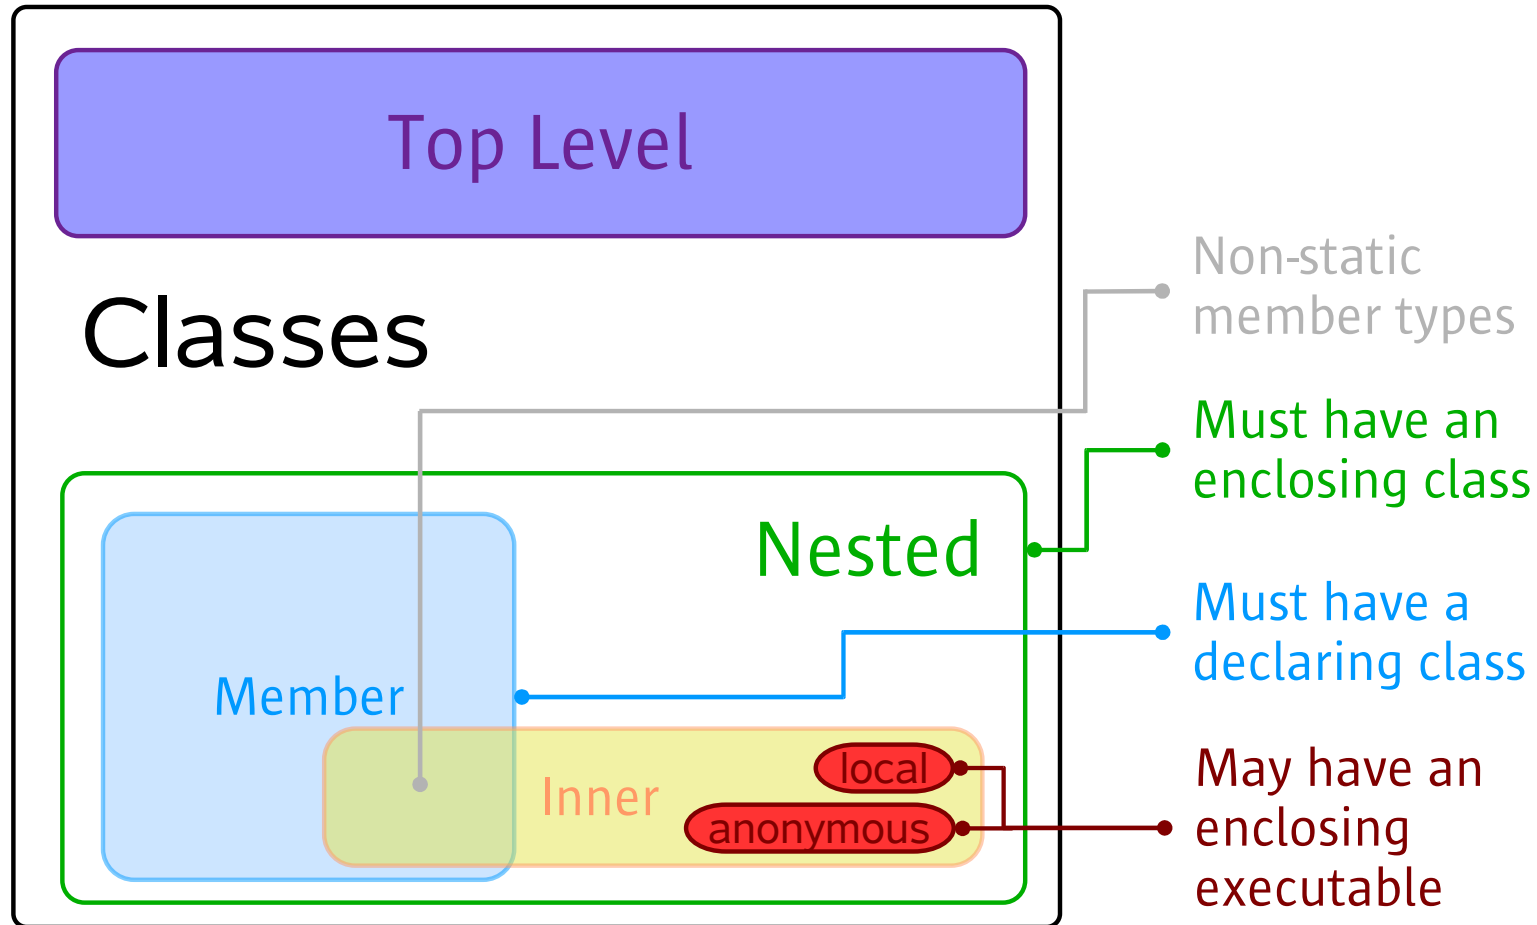 Top Level
Classes
Nested
Member
Inner
local
anonymous
Non-static
member types
Must have an
enclosing class
Must have a
declaring class
May have an
enclosing
executable